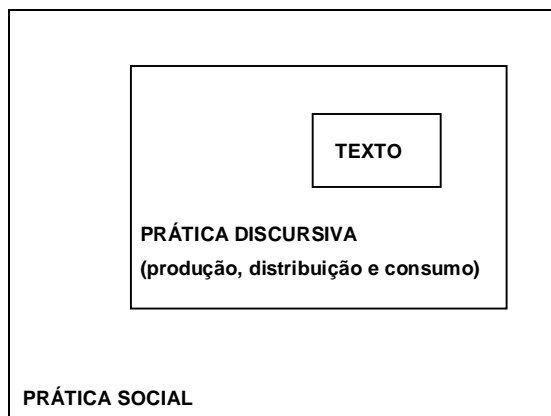 TEXTO
PRÁTICA DISCURSIVA
(produção, distribuição e consumo)
PRÁTICA SOCIAL